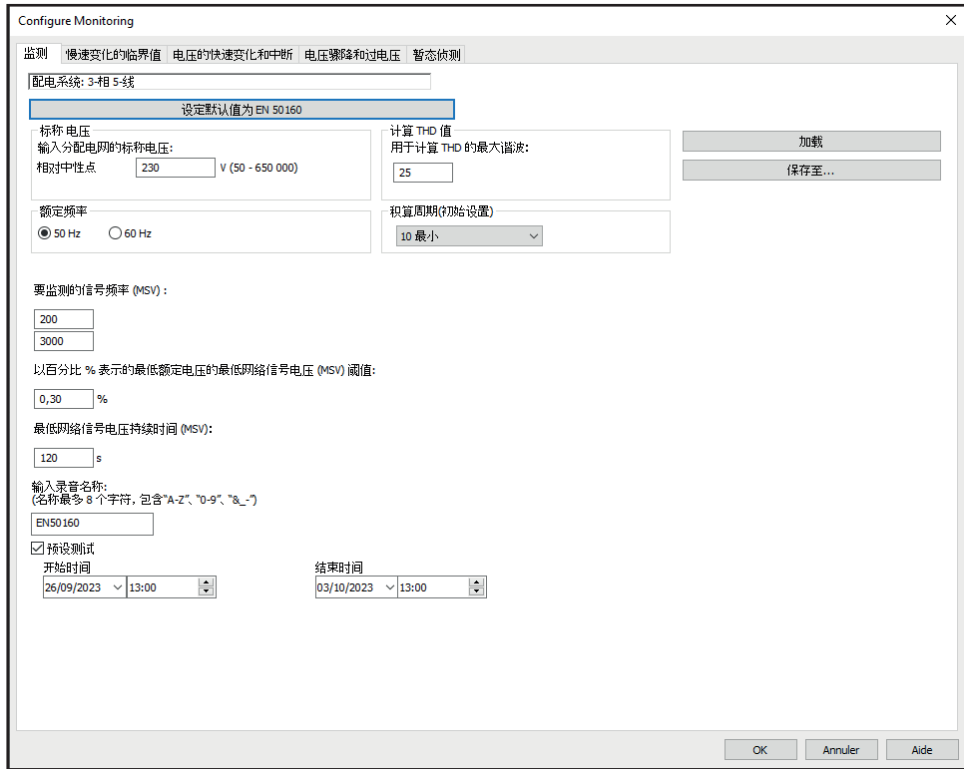 Configure Monitoring
监测 慢速变化的临界值 电压的快速变化和中断 电压骤降和过电压 暂态侦测
配电系统: 3-相 5-线
设定默认值为 EN 50160
标称 电压
输入分配电网的标称电压:
相对中性点 230 V (50 - 650 000)
计算 THD 值
用于计算 THD 的最大谐波:
25
加载
保存至...
额定频率
50 Hz 60 Hz
积算周期(初始设置)
10 最小
要监测的信号频率 (MSV) :
200
3000
以百分比 % 表示的最低额定电压的最低网络信号电压 (MSV) 阈值:
0,30 %
最低网络信号电压持续时间 (MSV):
120 s
输入录音名称:
(名称最多 8 个字符, 包含"A-Z"、"0-9"、"&_-")
EN50160
预设测试
开始时间 结束时间
26/09/2023 13:00 03/10/2023 13:00
OK Annuler Aide